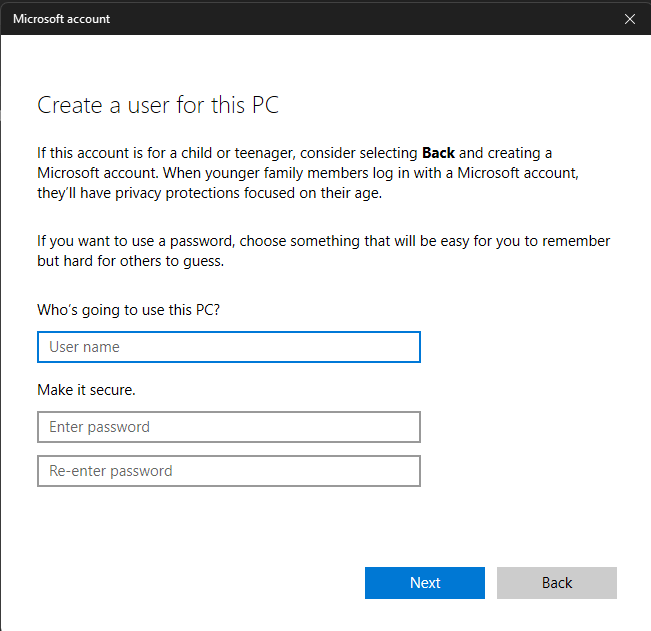 Microsoft account
Create a user for this PC
If this account is for a child or teenager, consider selecting Back and creating a
Microsoft account. When younger family members log in with a Microsoft account,
they’ll have privacy protections focused on their age.
If you want to use a password, choose something that will be easy for you to remember
but hard for others to guess.
Who’s going to use this PC?
User name
Make it secure.
Enter password
Re-enter password
Next Back